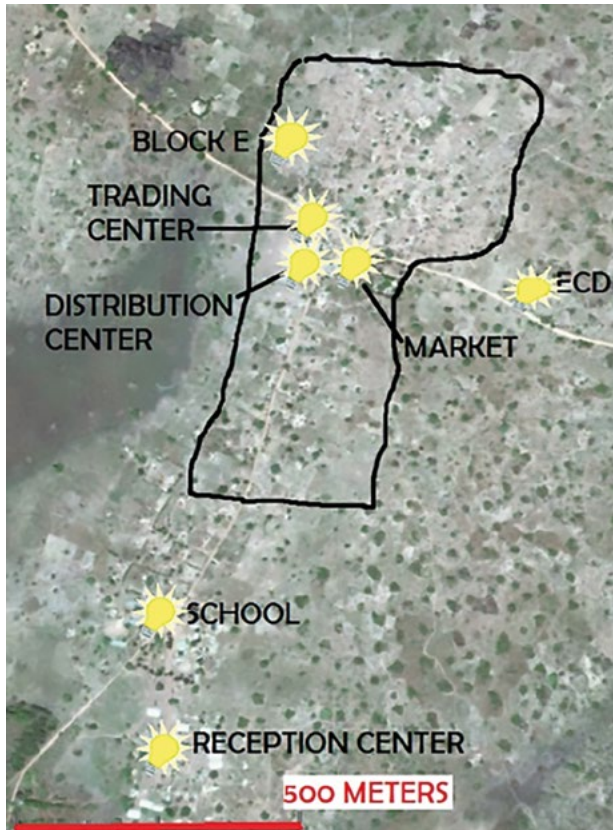 BLOCK E
TRADING
CENTER
DISTRIBUTION
CENTER
ECD
MARKET
SCHOOL
RECEPTION CENTER
500 METERS